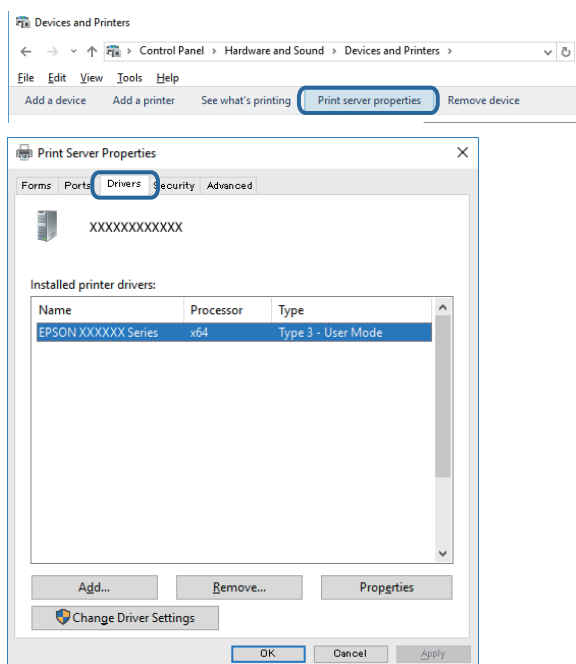 Devices and Printers
Control Panel > Hardware and Sound > Devices and Printers >
File Edit View Tools Help
Add a device Add a printer See what's printing Print server properties Remove device
Print Server Properties
Forms Ports Drivers Security Advanced
XXXXXXXXXXXX
Installed printer drivers:
Name Processor Type
EPSON XXXXXX Series x64 Type 3 - User Mode
Add... Remove... Properties
Change Driver Settings
OK Cancel Apply